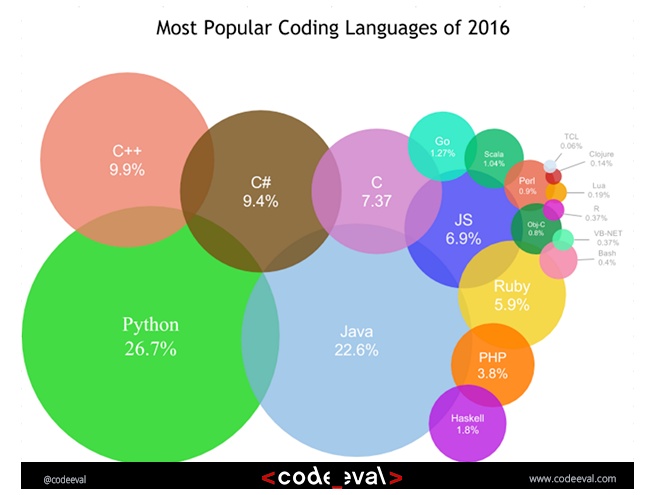 Most Popular Coding Languages of 2016
C++
9.9%
C#
9.4%
C
7.37
Go
1.27%
Scala
1.04%
TCL
0.06%
Clojure
0.14%
Perl
0.9%
Lua
0.19%
R
0.37%
JS
6.9%
Obj-C
0.8%
VB-NET
0.37%
Bash
0.4%
Ruby
5.9%
Python
26.7%
Java
22.6%
PHP
3.8%
Haskell
1.8%
@codeeval
<code_eval>
www.codeeval.com